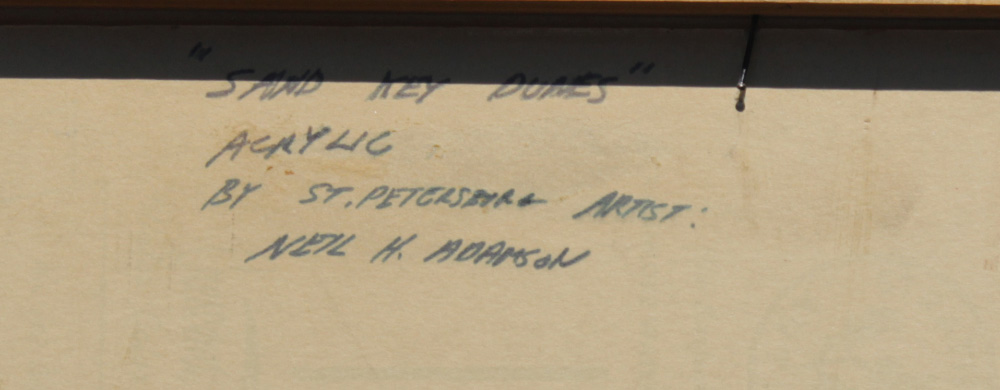 "SAND KEY DUNES"
ACRYLIC
BY ST. PETERSBURG ARTIST:
NEIL H. ADAMSON